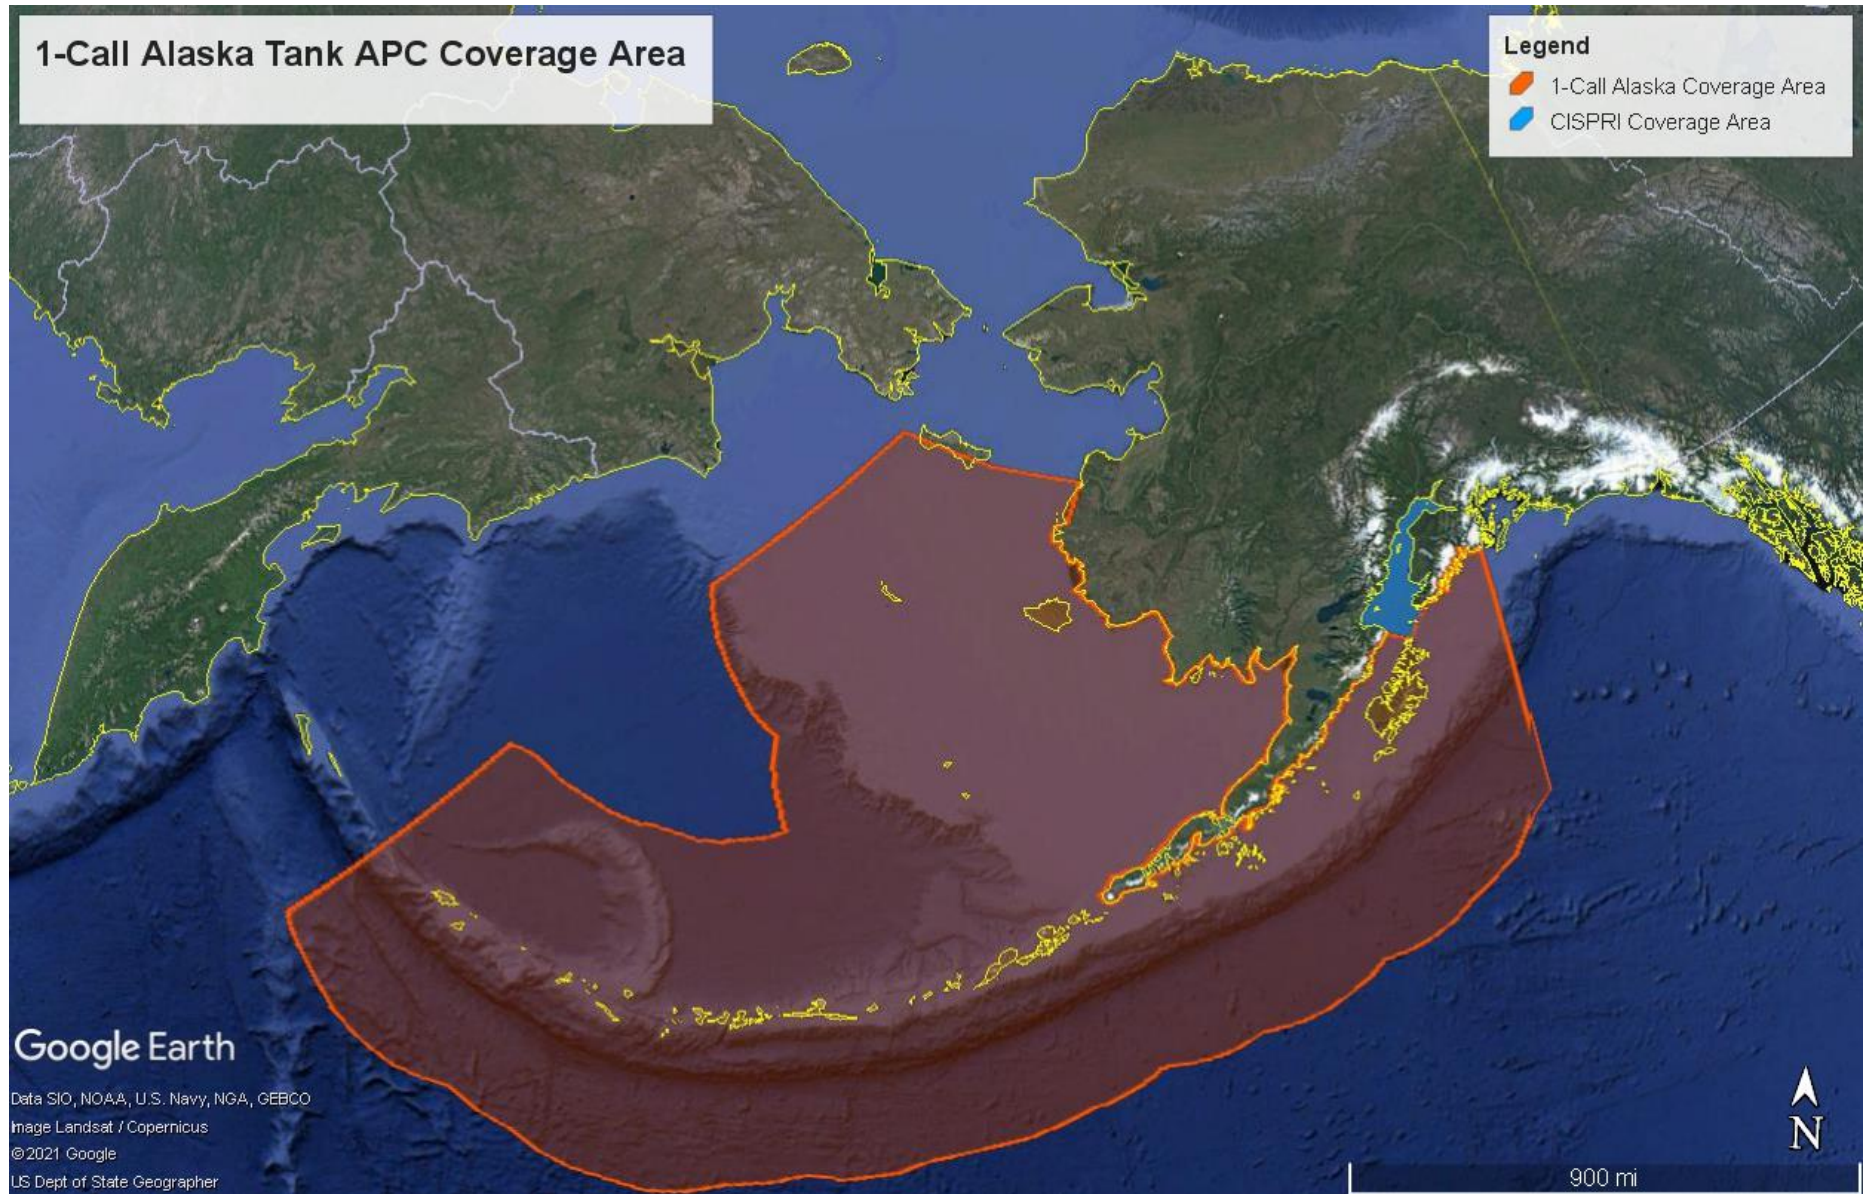 1-Call Alaska Tank APC Coverage Area
Legend
1-Call Alaska Coverage Area
CISPRI Coverage Area
Google Earth
Data SIO, NOAA, U.S. Navy, NGA, GEBCO
Image Landsat / Copernicus
©2021 Google
US Dept of State Geographer
N
900 mi